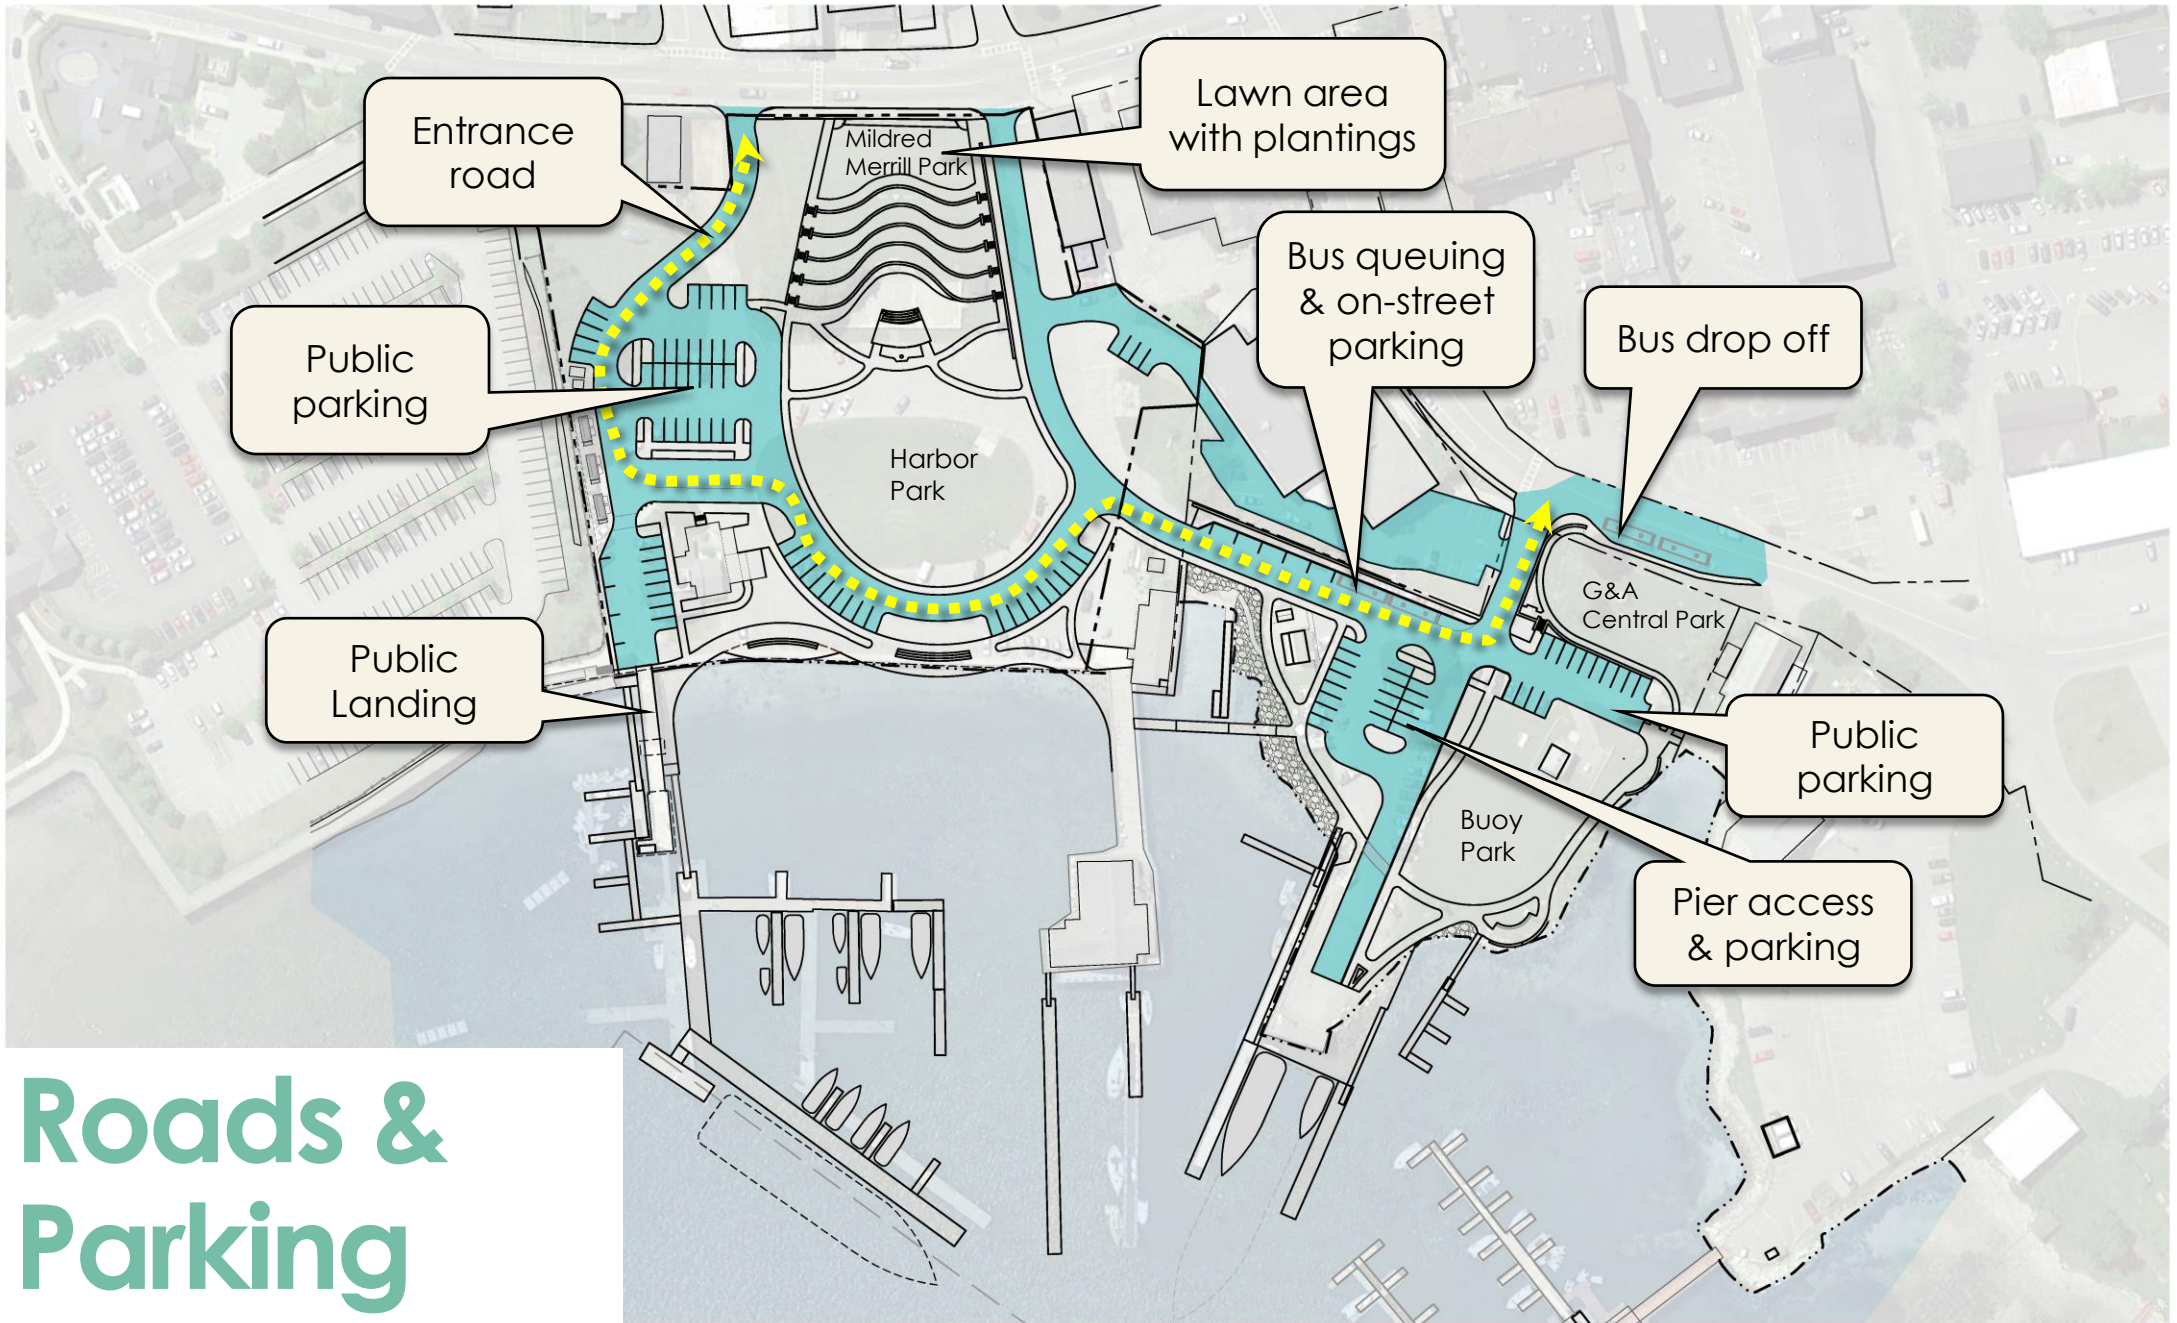 Lawn area
with plantings
Entrance
road
Mildred
Merrill Park
Bus queuing
& on-street
parking
Bus drop off
Public
parking
Harbor
Park
G&A
Central Park
Public
Landing
Public
parking
Buoy
Park
Pier access
& parking
Roads &
Parking